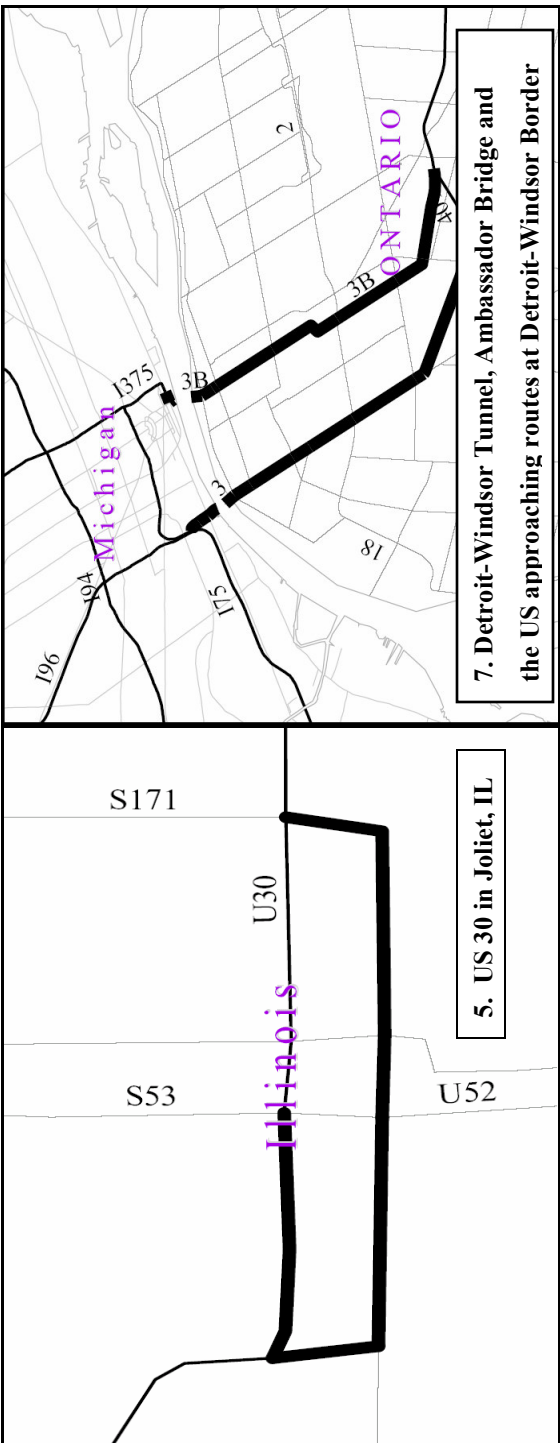 2
ONTARIO
40
3B
3B
I375
Michigan
3
18
I94
I96
I75
7. Detroit-Windsor Tunnel, Ambassador Bridge and
the US approaching routes at Detroit-Windsor Border
S171
U30
Illinois
S53
U52
5. US 30 in Joliet, IL